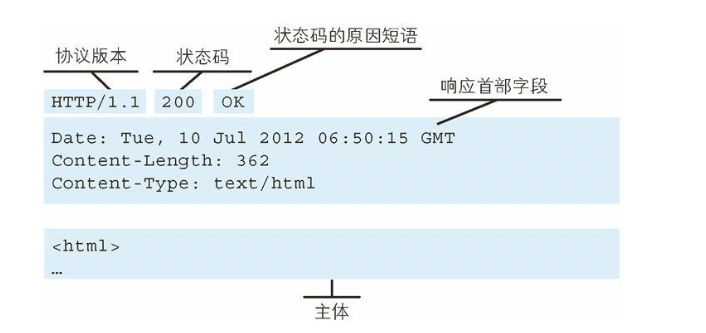 状态码的原因短语
协议版本
状态码
响应首部字段
HTTP/1.1 200 OK
Date: Tue, 10 Jul 2012 06:50:15 GMT
Content-Length: 362
Content-Type: text/html
<html>
…
主体